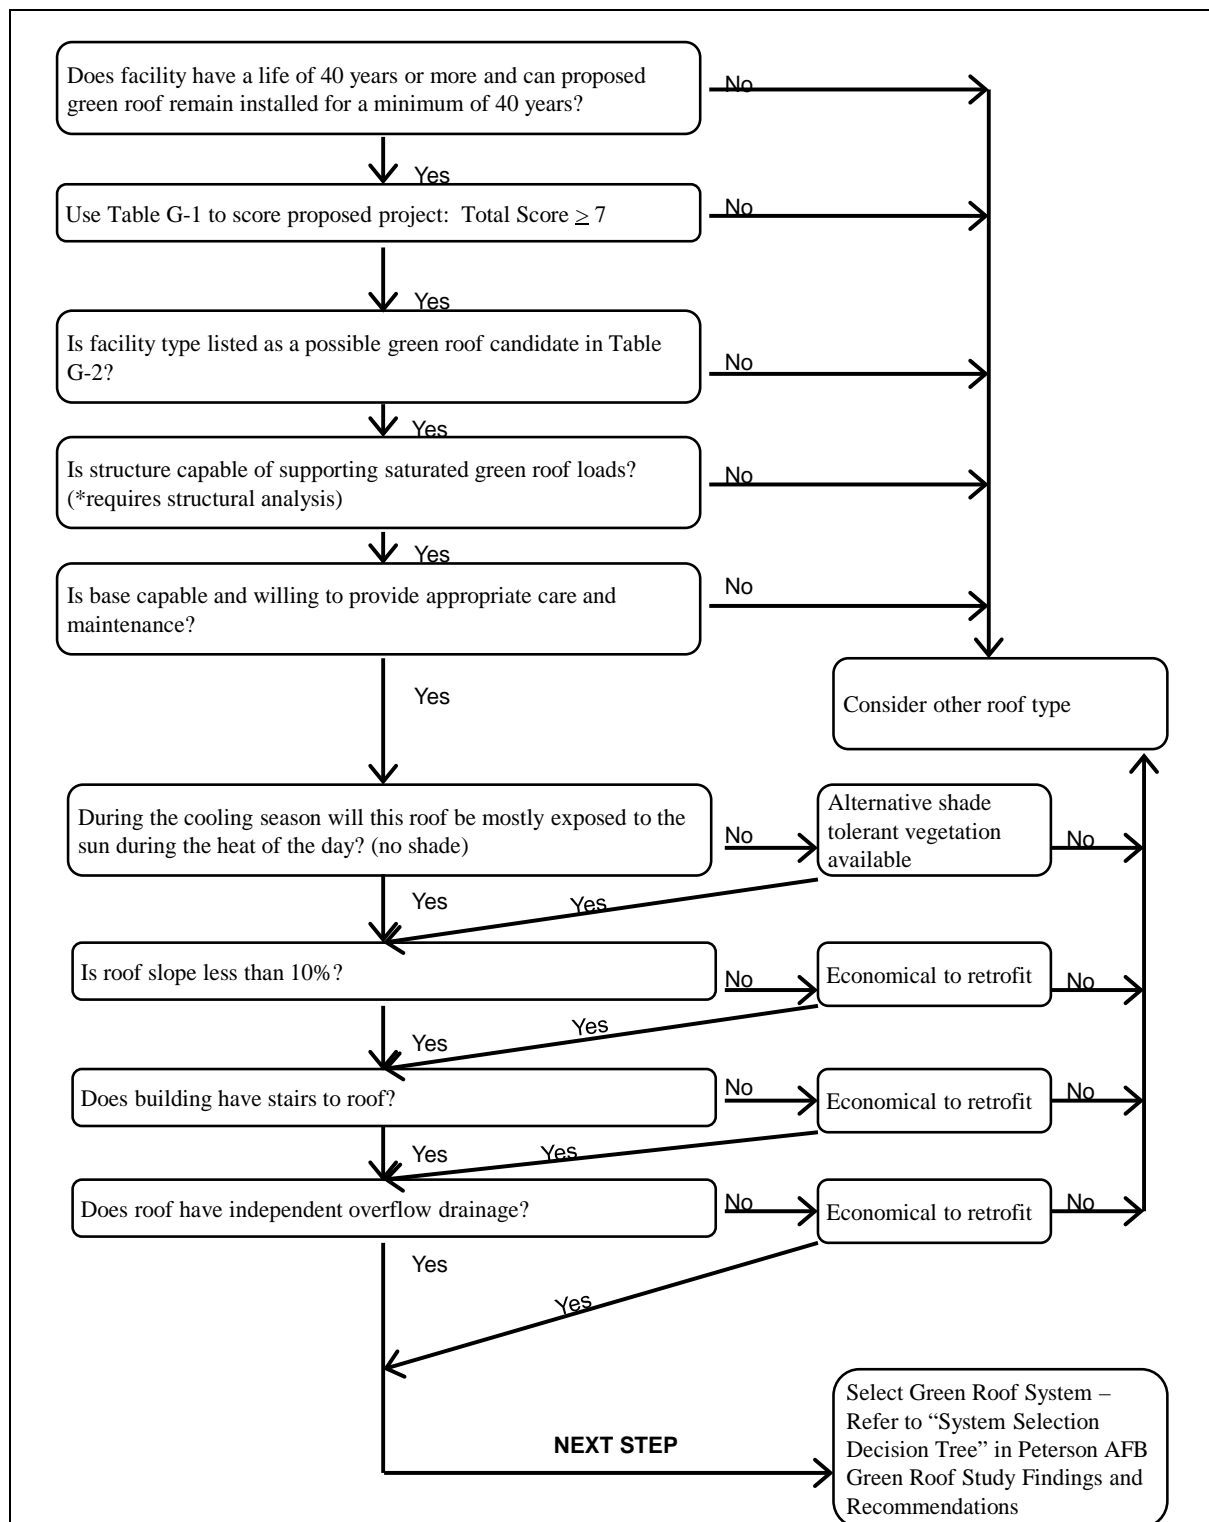 Does facility have a life of 40 years or more and can proposed
green roof remain installed for a minimum of 40 years?
No
Yes
Use Table G-1 to score proposed project:  Total Score ≥ 7
No
Yes
Is facility type listed as a possible green roof candidate in Table
G-2?
No
Yes
Is structure capable of supporting saturated green roof loads?
(*requires structural analysis)
No
Yes
Is base capable and willing to provide appropriate care and
maintenance?
No
Yes
Consider other roof type
During the cooling season will this roof be mostly exposed to the
sun during the heat of the day? (no shade)
No
Alternative shade
tolerant vegetation
available
No
Yes
Yes
Is roof slope less than 10%?
No
Economical to retrofit
No
Yes
Yes
Does building have stairs to roof?
No
Economical to retrofit
No
Yes
Yes
Does roof have independent overflow drainage?
No
Economical to retrofit
No
Yes
Yes
NEXT STEP
Select Green Roof System –
Refer to “System Selection
Decision Tree” in Peterson AFB
Green Roof Study Findings and
Recommendations